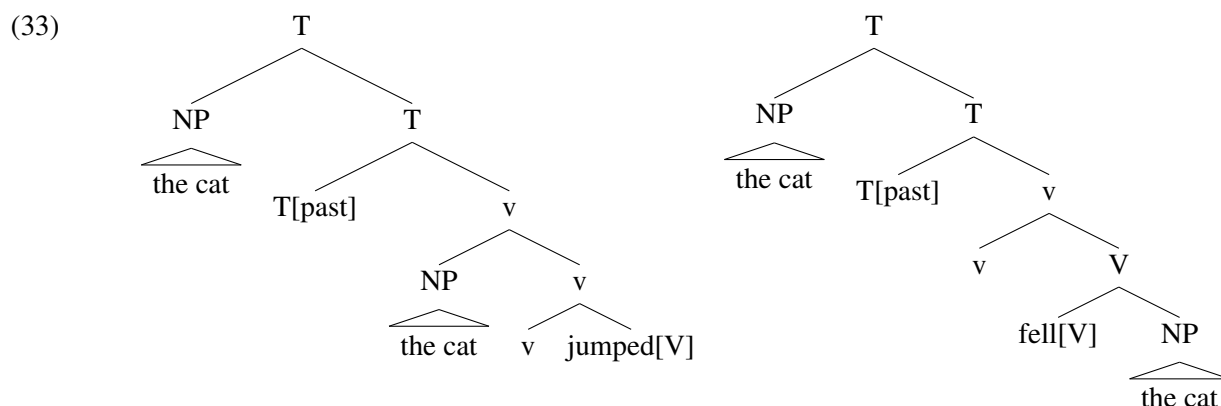 (33) T T
NP T NP T
the cat T[past] v the cat T[past] v
NP v v V
the cat v jumped[V] fell[V] NP
the cat